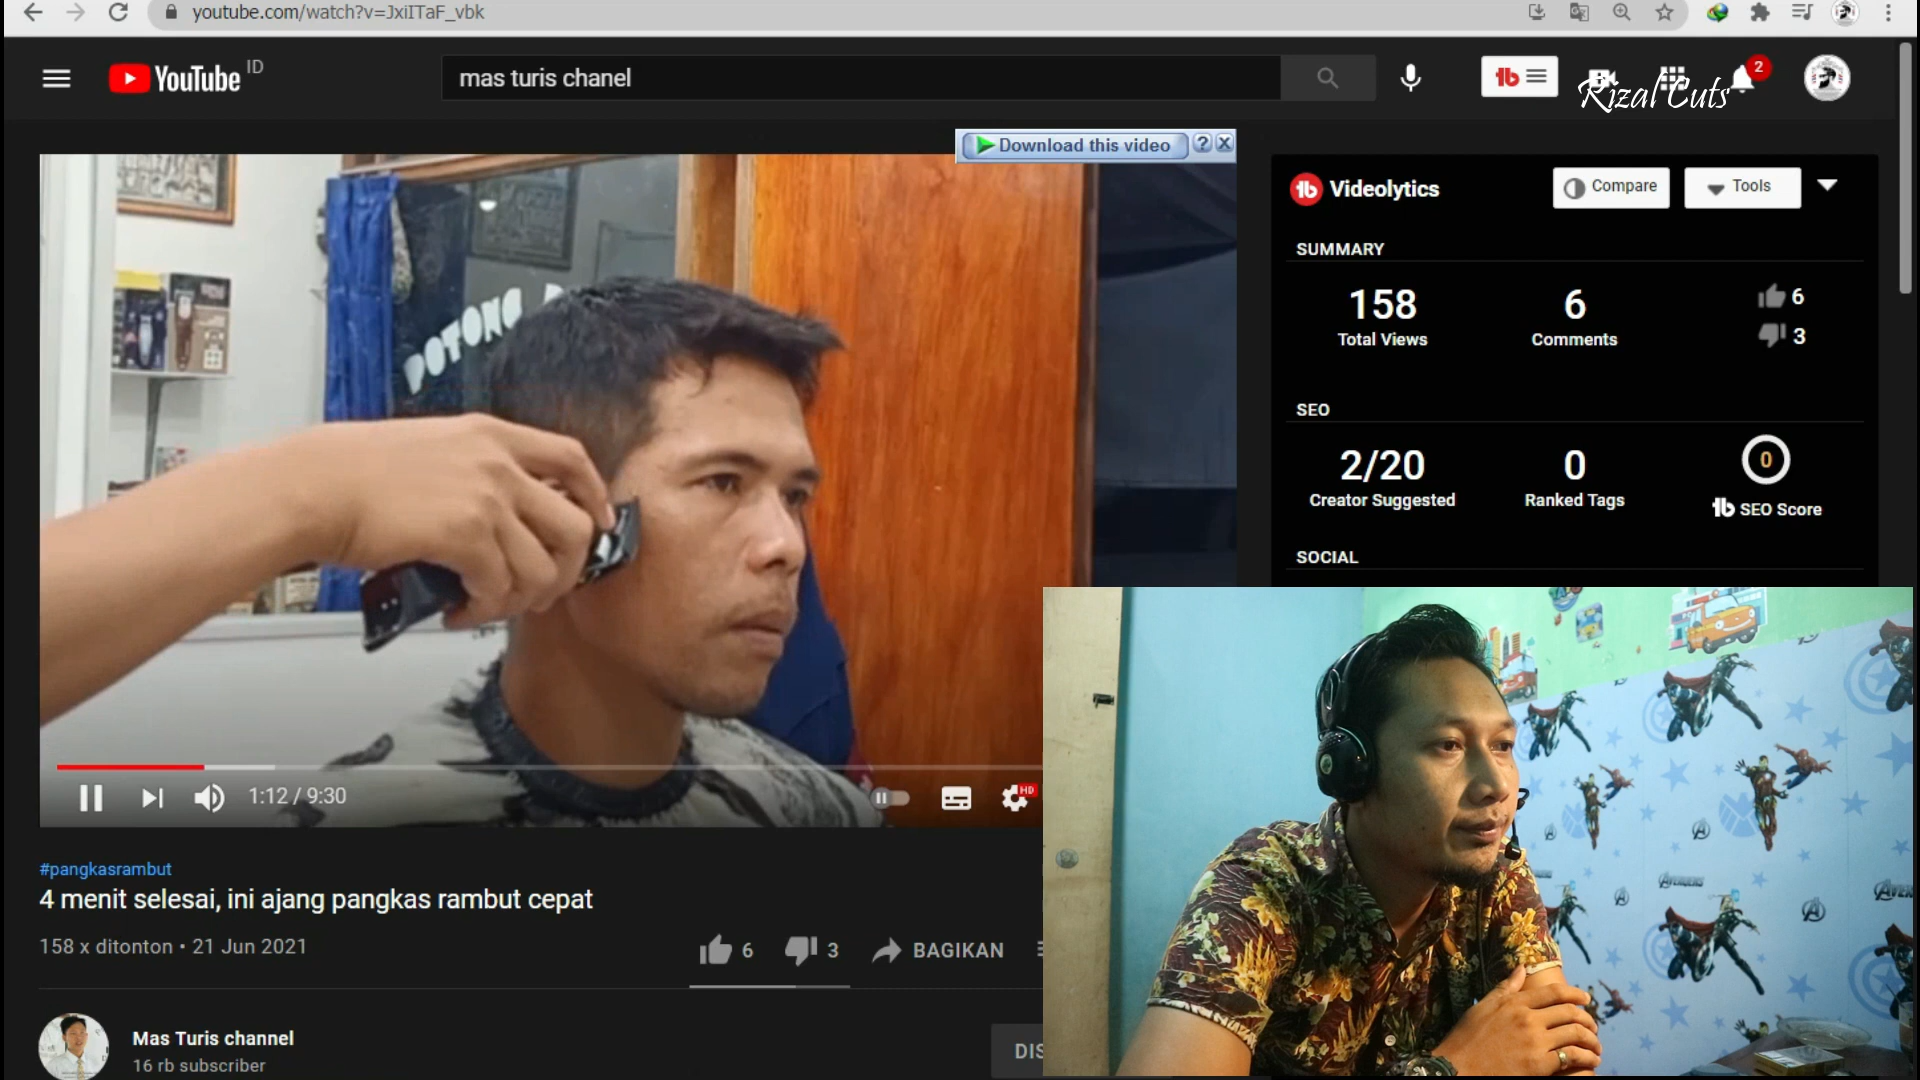 youtube.com/watch?v=JxiITaF_vbk
YouTube ID
mas turis chanel
2
Rizal Cuts
Download this video
?
Videolytics
Compare
Tools
SUMMARY
158
6
6
Total Views
Comments
3
SEO
2/20
0
0
Creator Suggested
Ranked Tags
SEO Score
SOCIAL
POTONG
1:12 / 9:30
HD
#pangkasrambut
4 menit selesai, ini ajang pangkas rambut cepat
158 x ditonton • 21 Jun 2021
6
3
BAGIKAN
Mas Turis channel
16 rb subscriber
DIS
AVENGERS